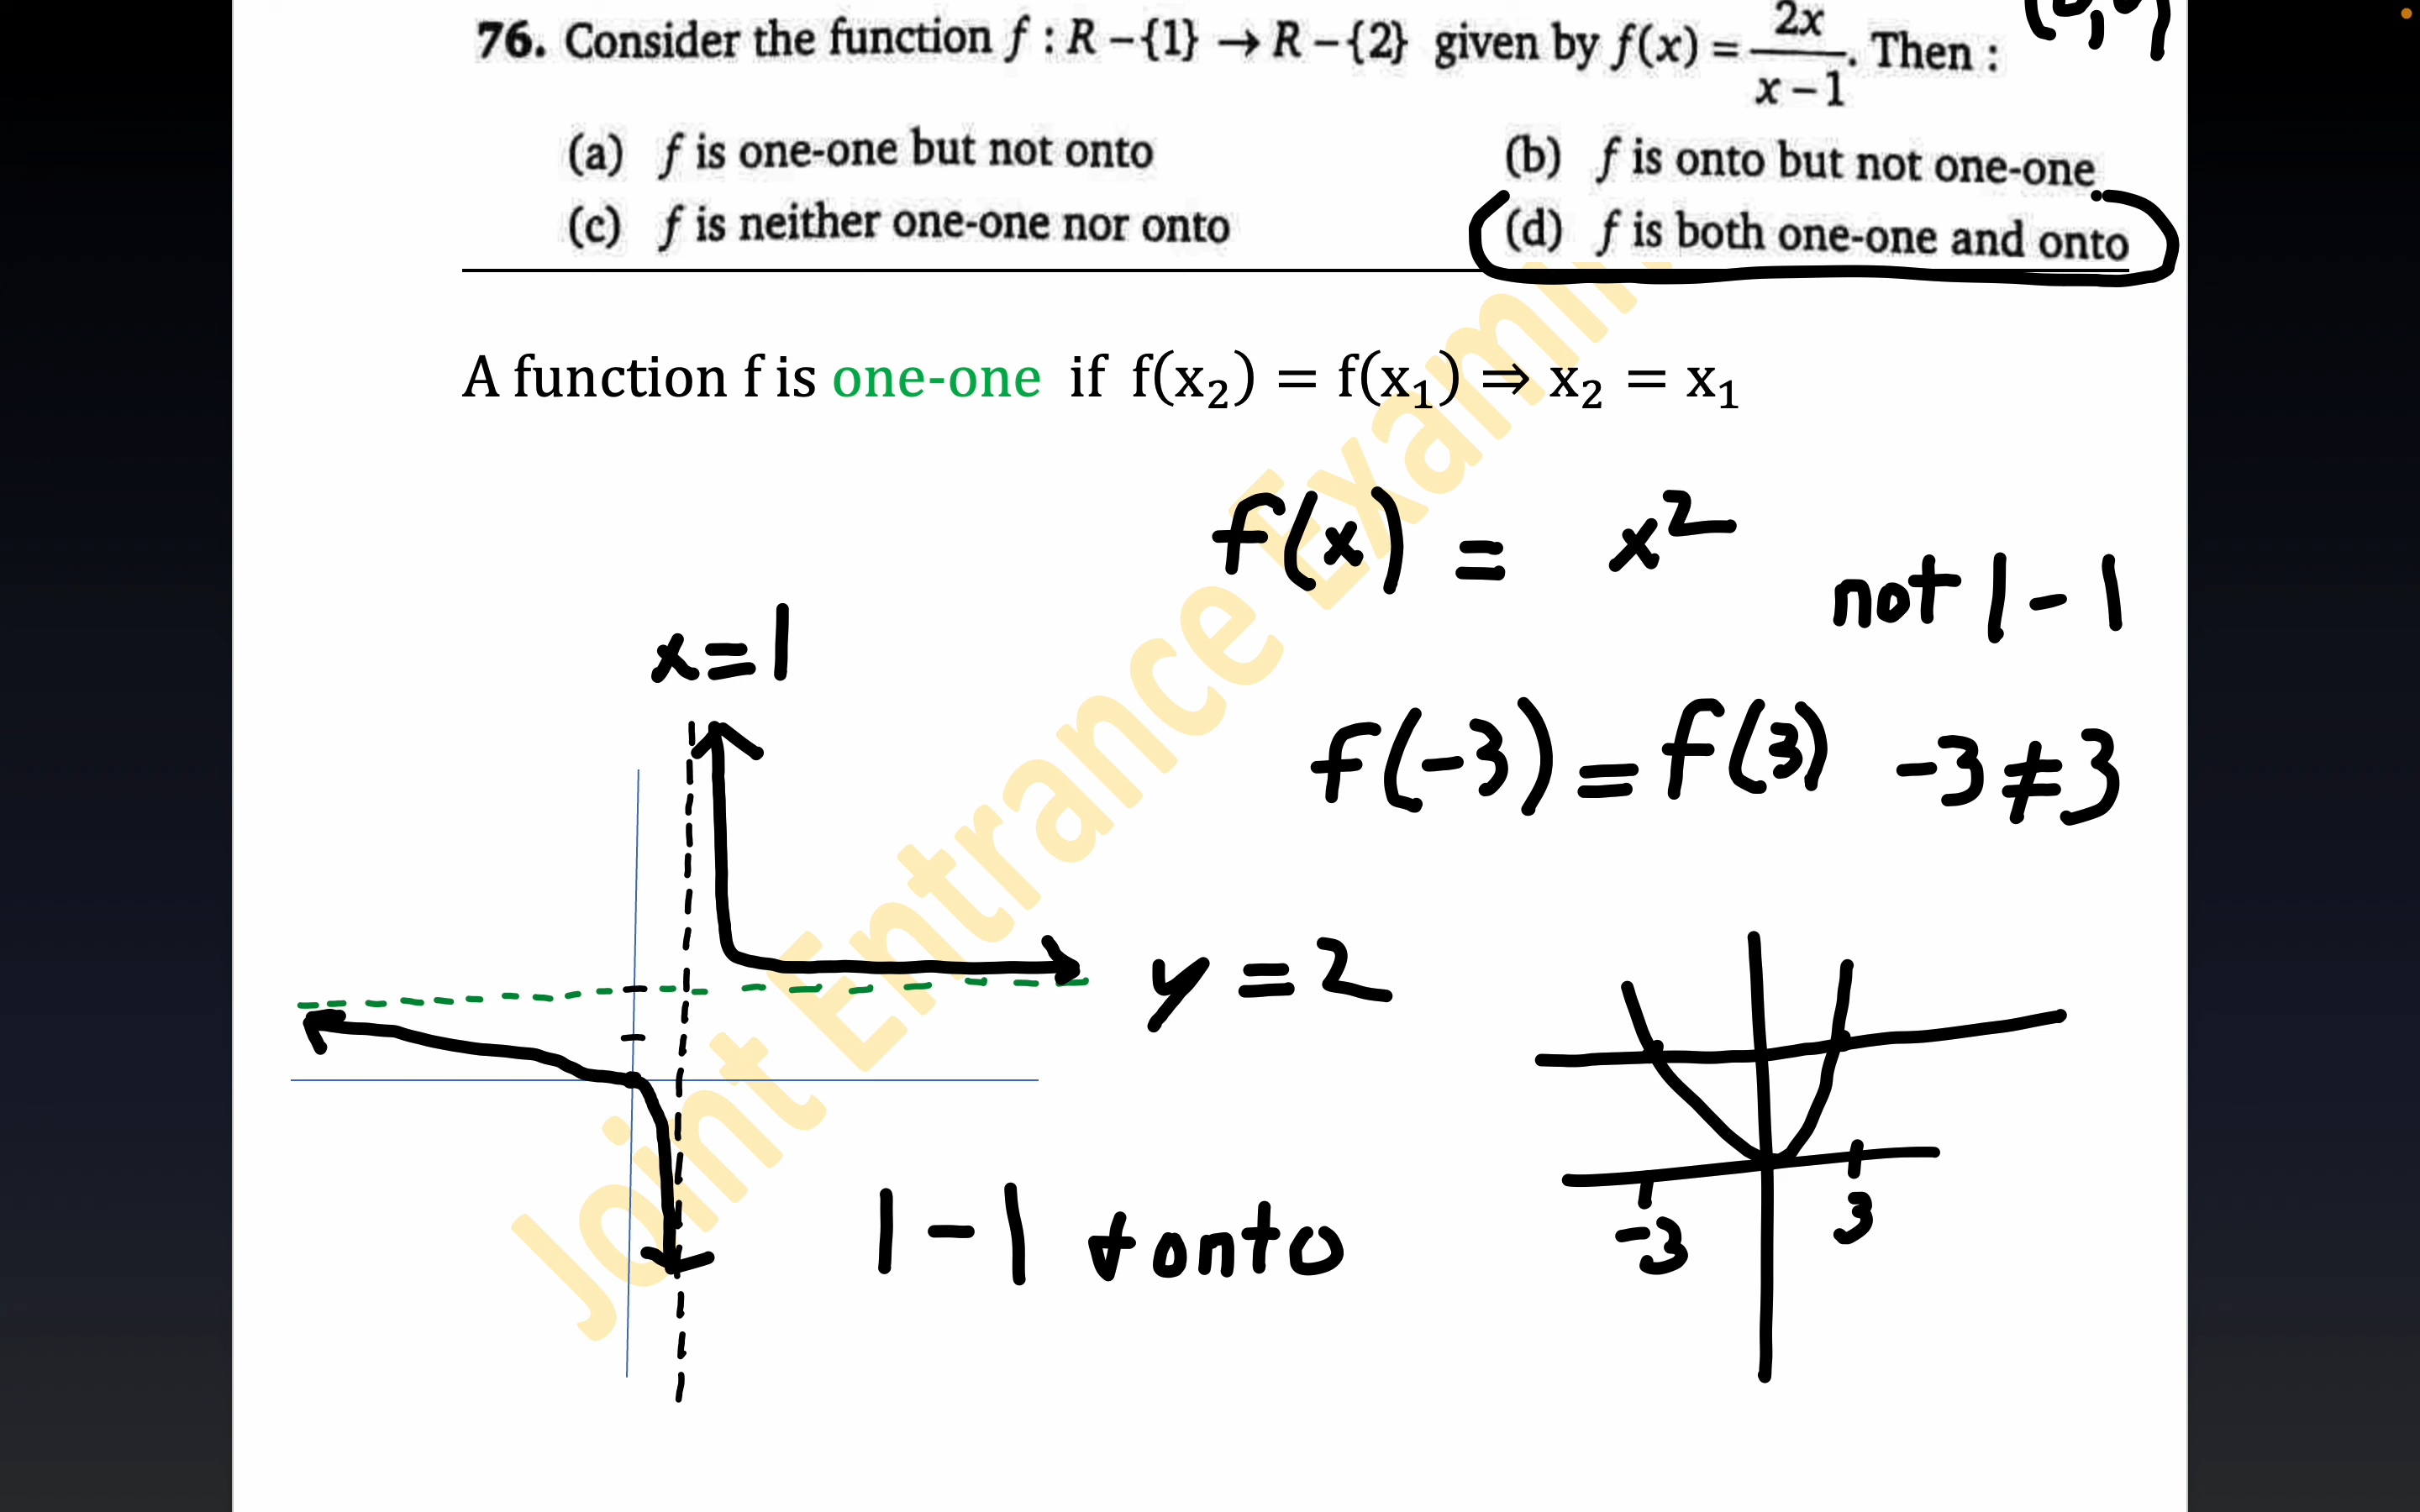 76. Consider the function f : R – {1} → R – {2} given by f(x) = 2x / x – 1. Then :
(a) f is one-one but not onto (b) f is onto but not one-one
(c) f is neither one-one nor onto (d) f is both one-one and onto
A function f is one-one if f(x₂) = f(x₁) ⇒ x₂ = x₁
f(x) = x²
not 1 - 1
x = 1
f(-3) = f(3) -3 ≠ 3
y = 2
1 - 1 + onto
-3 3
Joint Entrance Exam